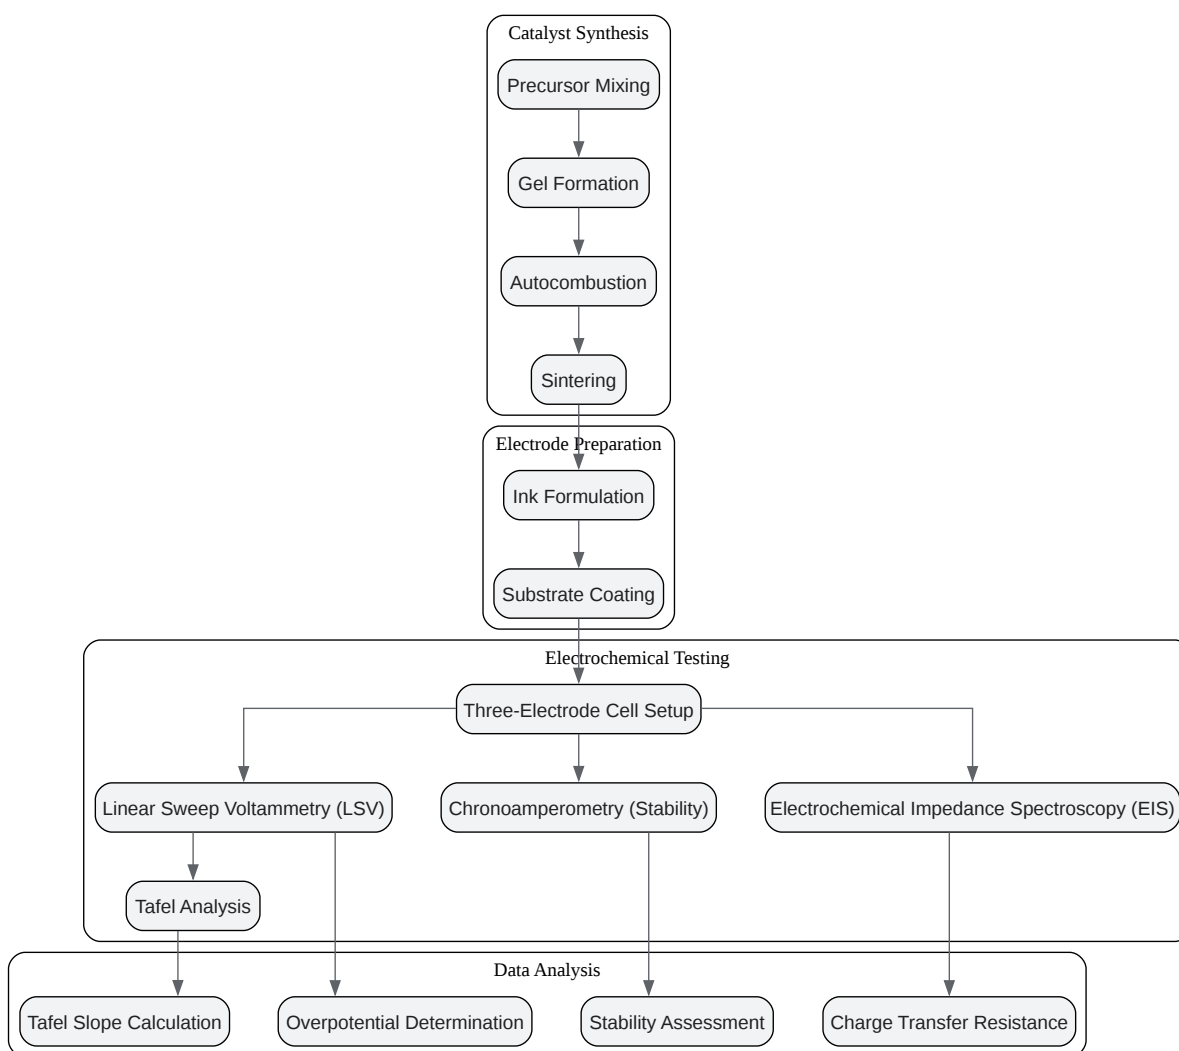 Catalyst Synthesis
Precursor Mixing
Gel Formation
Autocombustion
Sintering
Electrode Preparation
Ink Formulation
Substrate Coating
Electrochemical Testing
Three-Electrode Cell Setup
Linear Sweep Voltammetry (LSV)
Chronoamperometry (Stability)
Electrochemical Impedance Spectroscopy (EIS)
Tafel Analysis
Data Analysis
Tafel Slope Calculation
Overpotential Determination
Stability Assessment
Charge Transfer Resistance